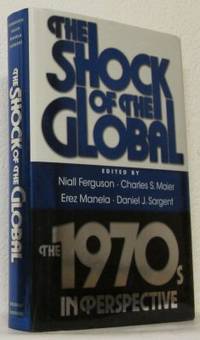 THE
SHOCK
OF THE
GLOBAL
EDITED BY
Niall Ferguson · Charles S. Maier
Erez Manela · Daniel J. Sargent
THE
1970s
IN PERSPECTIVE
THE SHOCK OF THE GLOBAL